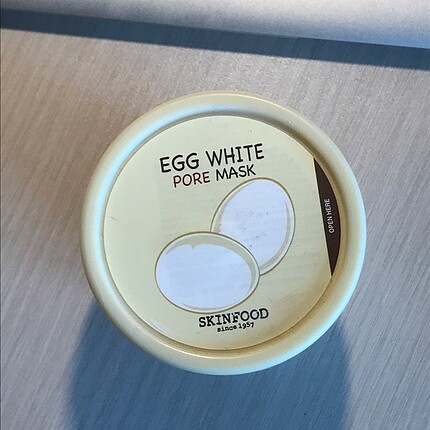 EGG WHITE
PORE MASK
OPEN HERE
SKINFOOD
since 1957